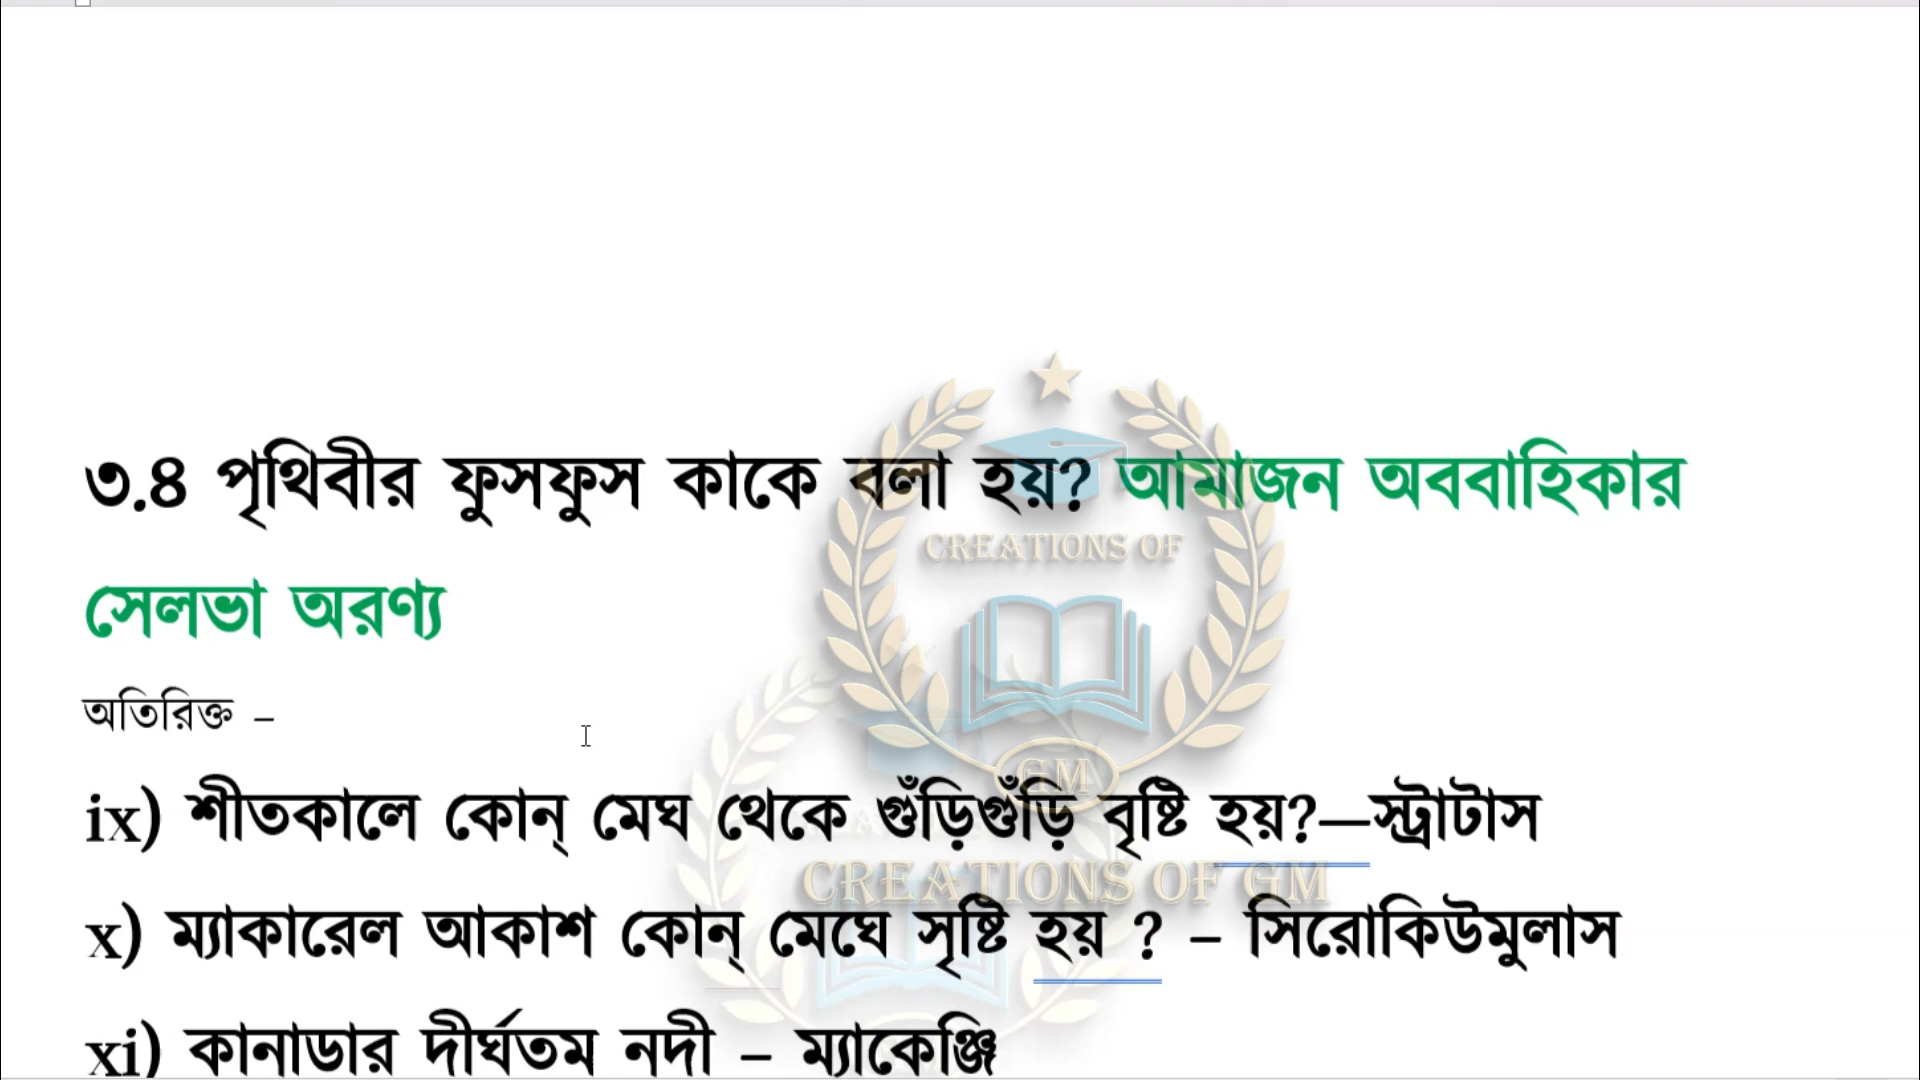 ৩.৪ পৃথিবীর ফুসফুস কাকে বলা হয়? আমাজন অববাহিকার
সেলভা অরণ্য
অতিরিক্ত –
ix) শীতকালে কোন্ মেঘ থেকে গুঁড়িগুঁড়ি বৃষ্টি হয়?—স্ট্রাটাস
x) ম্যাকারেল আকাশ কোন্ মেঘে সৃষ্টি হয় ? – সিরোকিউমুলাস
xi) কানাডার দীর্ঘতম নদী – ম্যাকেঞ্জি
CREATIONS OF
GM
CREATIONS OF GM